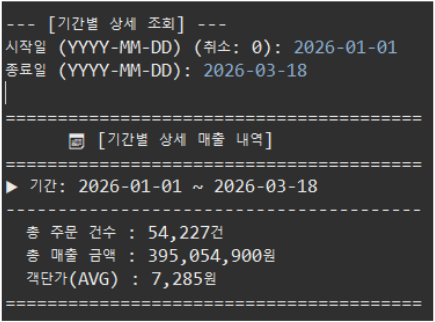 --- [기간별 상세 조회] ---
시작일 (YYYY-MM-DD) (취소: 0): 2026-01-01
종료일 (YYYY-MM-DD): 2026-03-18
========================================
📅 [기간별 상세 매출 내역]
========================================
▶ 기간: 2026-01-01 ~ 2026-03-18
----------------------------------------
총 주문 건수 : 54,227건
총 매출 금액 : 395,054,900원
객단가(AVG) : 7,285원
========================================